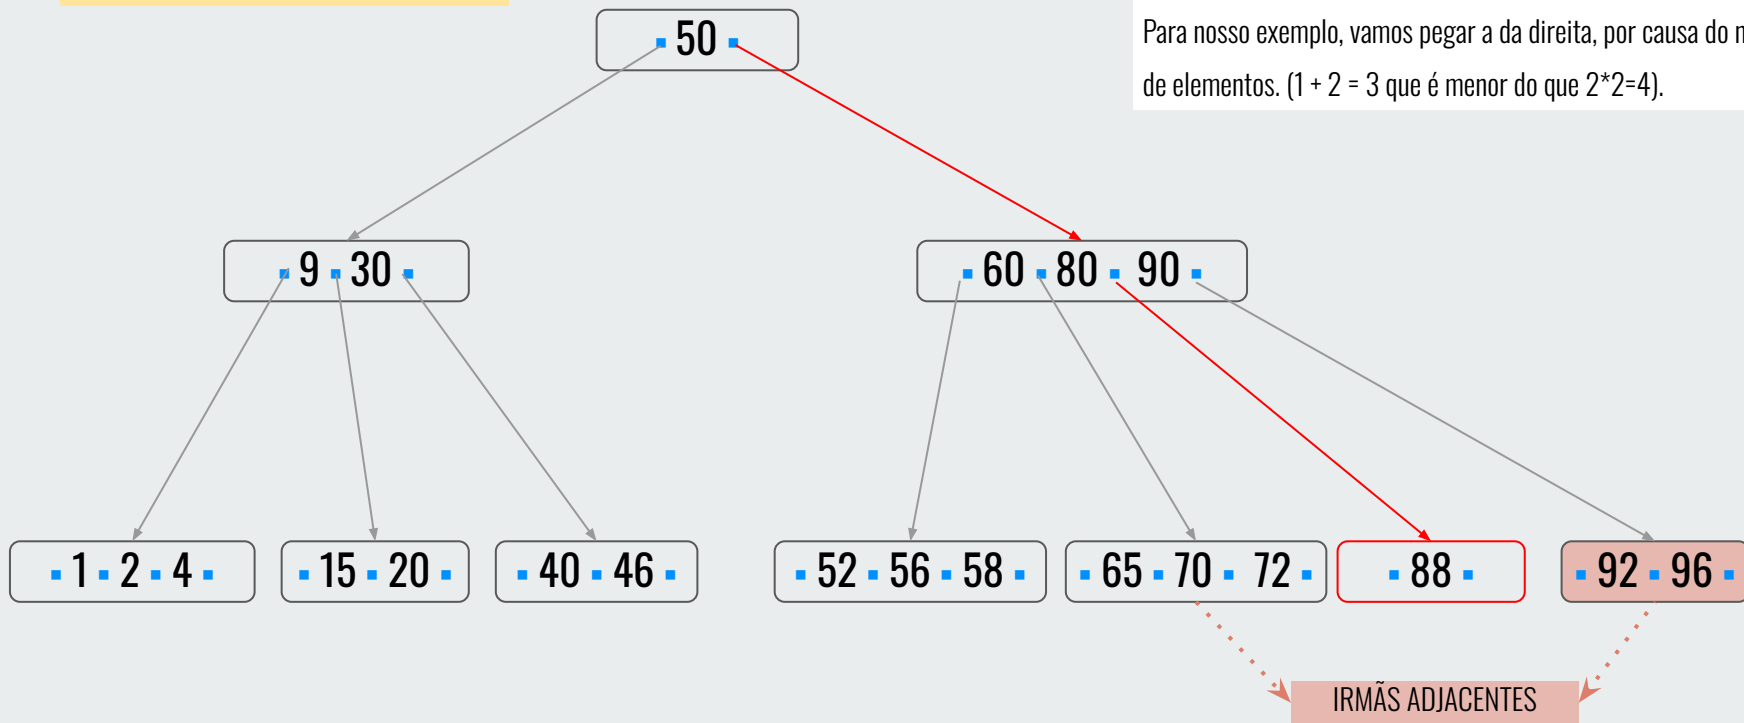 50
Para nosso exemplo, vamos pegar a da direita, por causa do
de elementos. (1 + 2 = 3 que é menor do que 2*2=4).
9 30
60 80 90
1 2 4
15 20
40 46
52 56 58
65 70 72
88
92 96
IRMÃS ADJACENTES